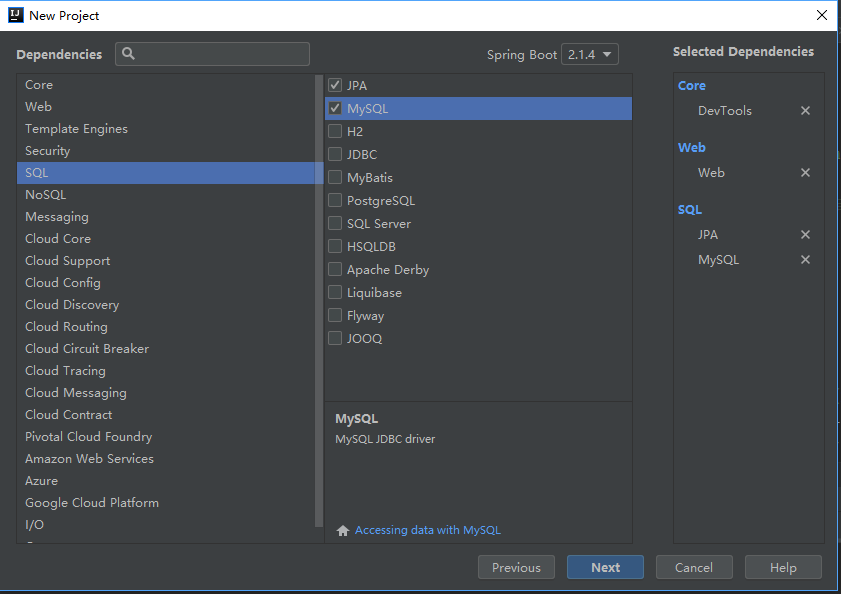 New Project
Dependencies
Spring Boot 2.1.4
Selected Dependencies
Core
Web
Template Engines
Security
SQL
NoSQL
Messaging
Cloud Core
Cloud Support
Cloud Config
Cloud Discovery
Cloud Routing
Cloud Circuit Breaker
Cloud Tracing
Cloud Messaging
Cloud Contract
Pivotal Cloud Foundry
Amazon Web Services
Azure
Google Cloud Platform
I/O
JPA
MySQL
H2
JDBC
MyBatis
PostgreSQL
SQL Server
HSQLDB
Apache Derby
Liquibase
Flyway
JOOQ
MySQL
MySQL JDBC driver
Accessing data with MySQL
Core
DevTools
Web
Web
SQL
JPA
MySQL
Previous
Next
Cancel
Help